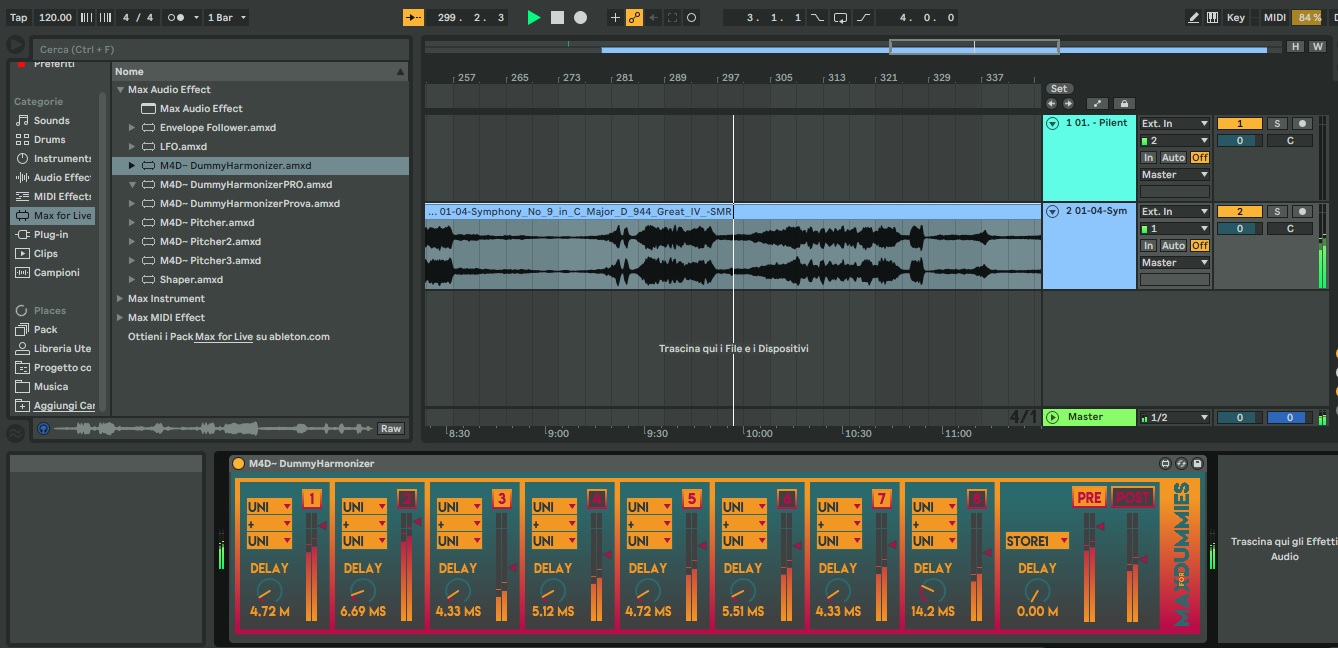 Tap 120.00 4 / 4 1 Bar 299. 2. 3 3. 1. 1 4. 0. 0 Key MIDI 84 %
Cerca (Ctrl + F)
H W
Preferiti
Categorie
Sounds
Drums
Instruments
Audio Effec
MIDI Effects
Max for Live
Plug-in
Clips
Campioni
Places
Pack
Libreria Ute
Progetto co
Musica
Aggiungi Car
Nome
Max Audio Effect
Max Audio Effect
Envelope Follower.amxd
LFO.amxd
M4D~ DummyHarmonizer.amxd
M4D~ DummyHarmonizerPRO.amxd
M4D~ DummyHarmonizerProva.amxd
M4D~ Pitcher.amxd
M4D~ Pitcher2.amxd
M4D~ Pitcher3.amxd
Shaper.amxd
Max Instrument
Max MIDI Effect
Ottieni i Pack Max for Live su ableton.com
Raw
257 265 273 281 289 297 305 313 321 329 337
Set
1 01. - Pilent Ext. In 1 S
2 0 C
In Auto Off
Master
... 01-04-Symphony_No_9_in_C_Major_D_944_Great_IV_-SMR
2 01-04-Sym Ext. In 2 S
1 0 C
In Auto Off
Master
Trascina qui i File e i Dispositivi
4/1 Master 1/2 0 0
8:30 9:00 9:30 10:00 10:30 11:00
M4D~ DummyHarmonizer
1 2 3 4 5 6 7 8 PRE POST
UNI UNI UNI UNI UNI UNI UNI UNI
+ + + + + + + +
UNI UNI UNI UNI UNI UNI UNI UNI STORE1
DELAY DELAY DELAY DELAY DELAY DELAY DELAY DELAY DELAY
4.72 M 6.69 MS 4.33 MS 5.12 MS 4.72 MS 5.51 MS 4.33 MS 14.2 MS 0.00 M
MAX FOR DUMMIES
Trascina qui gli Effetti
Audio